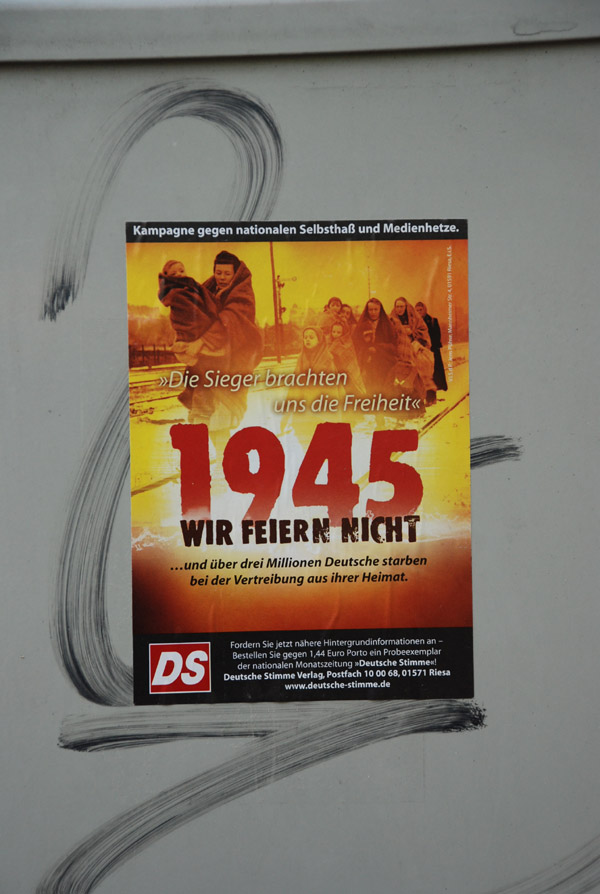 Kampagne gegen nationalen Selbsthaß und Medienhetze.
»Die Sieger brachten
uns die Freiheit«
1945
WIR FEIERN NICHT
...und über drei Millionen Deutsche starben
bei der Vertreibung aus ihrer Heimat.
DS
Fordern Sie jetzt nähere Hintergrundinformationen an –
Bestellen Sie gegen 1,44 Euro Porto ein Probeexemplar
der nationalen Monatszeitung »Deutsche Stimme«!
Deutsche Stimme Verlag, Postfach 10 00 68, 01571 Riesa
www.deutsche-stimme.de